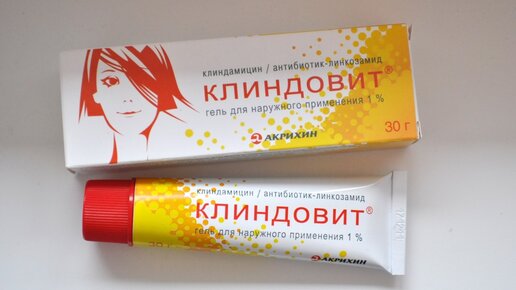 клиндамицин / антибиотик-линкозамид
КЛИНДОВИТ®
гель для наружного применения 1 %
АКРИХИН
30 г
клиндамицин / антибиотик-линкозамид
КЛИНДОВИТ®
гель для наружного применения 1 %
30 г
АКРИХИН